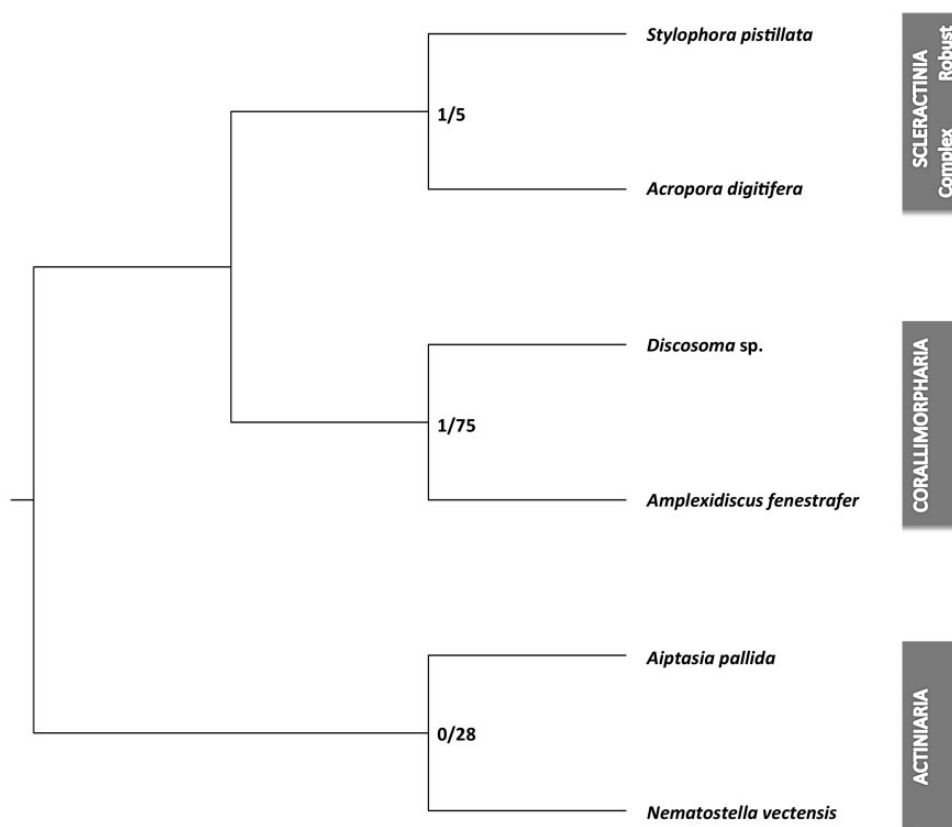 Stylophora pistillata
1/5
Acropora digitifera
SCLERACTINIA
Complex Robust
Discosoma sp.
1/75
Amplexidiscus fenestrafer
CORALLIMORPHARIA
Aiptasia pallida
0/28
Nematostella vectensis
ACTINIARIA